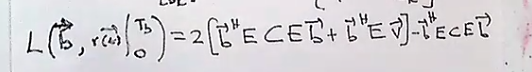 L(b⃗, r(t)|₀^{T_b}) = 2[b⃗^H E C E b⃗ + b⃗^H E v⃗] - b⃗^H E C E b⃗